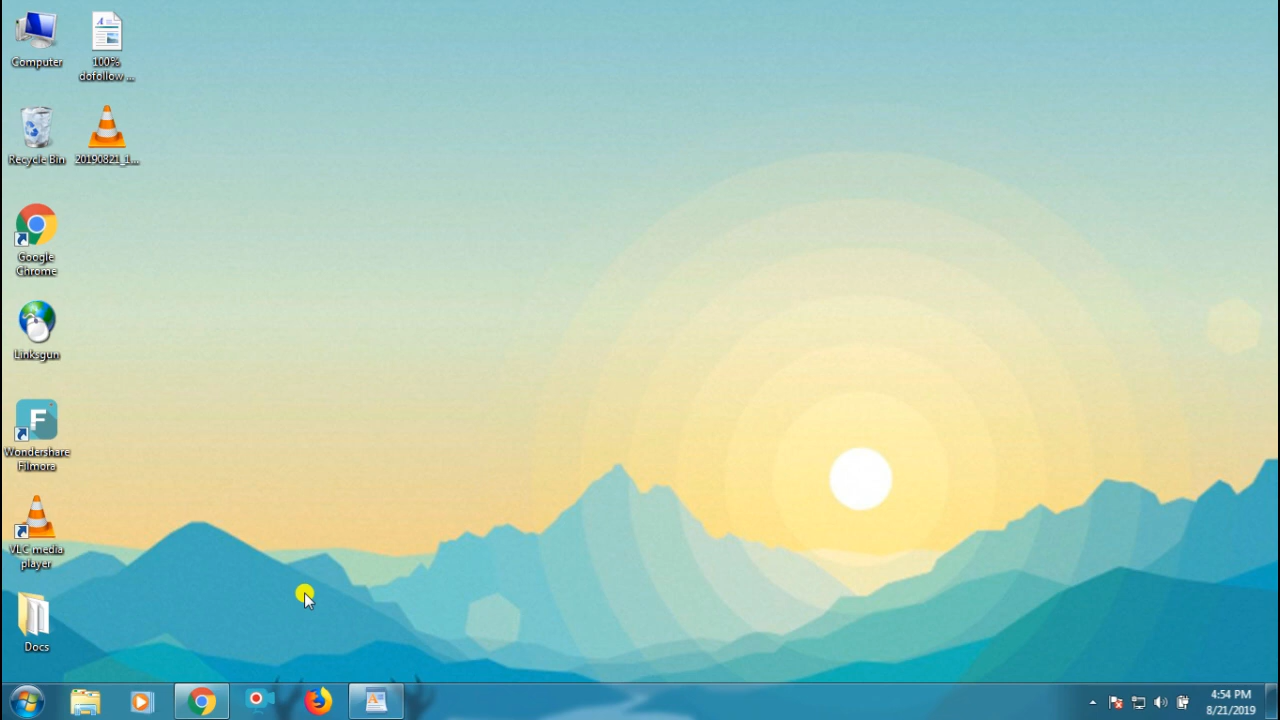 Computer
100%
dofollow ...
Recycle Bin
20190821_1...
Google
Chrome
Linksgun
Wondershare
Filmora
VLC media
player
Docs
4:54 PM
8/21/2019